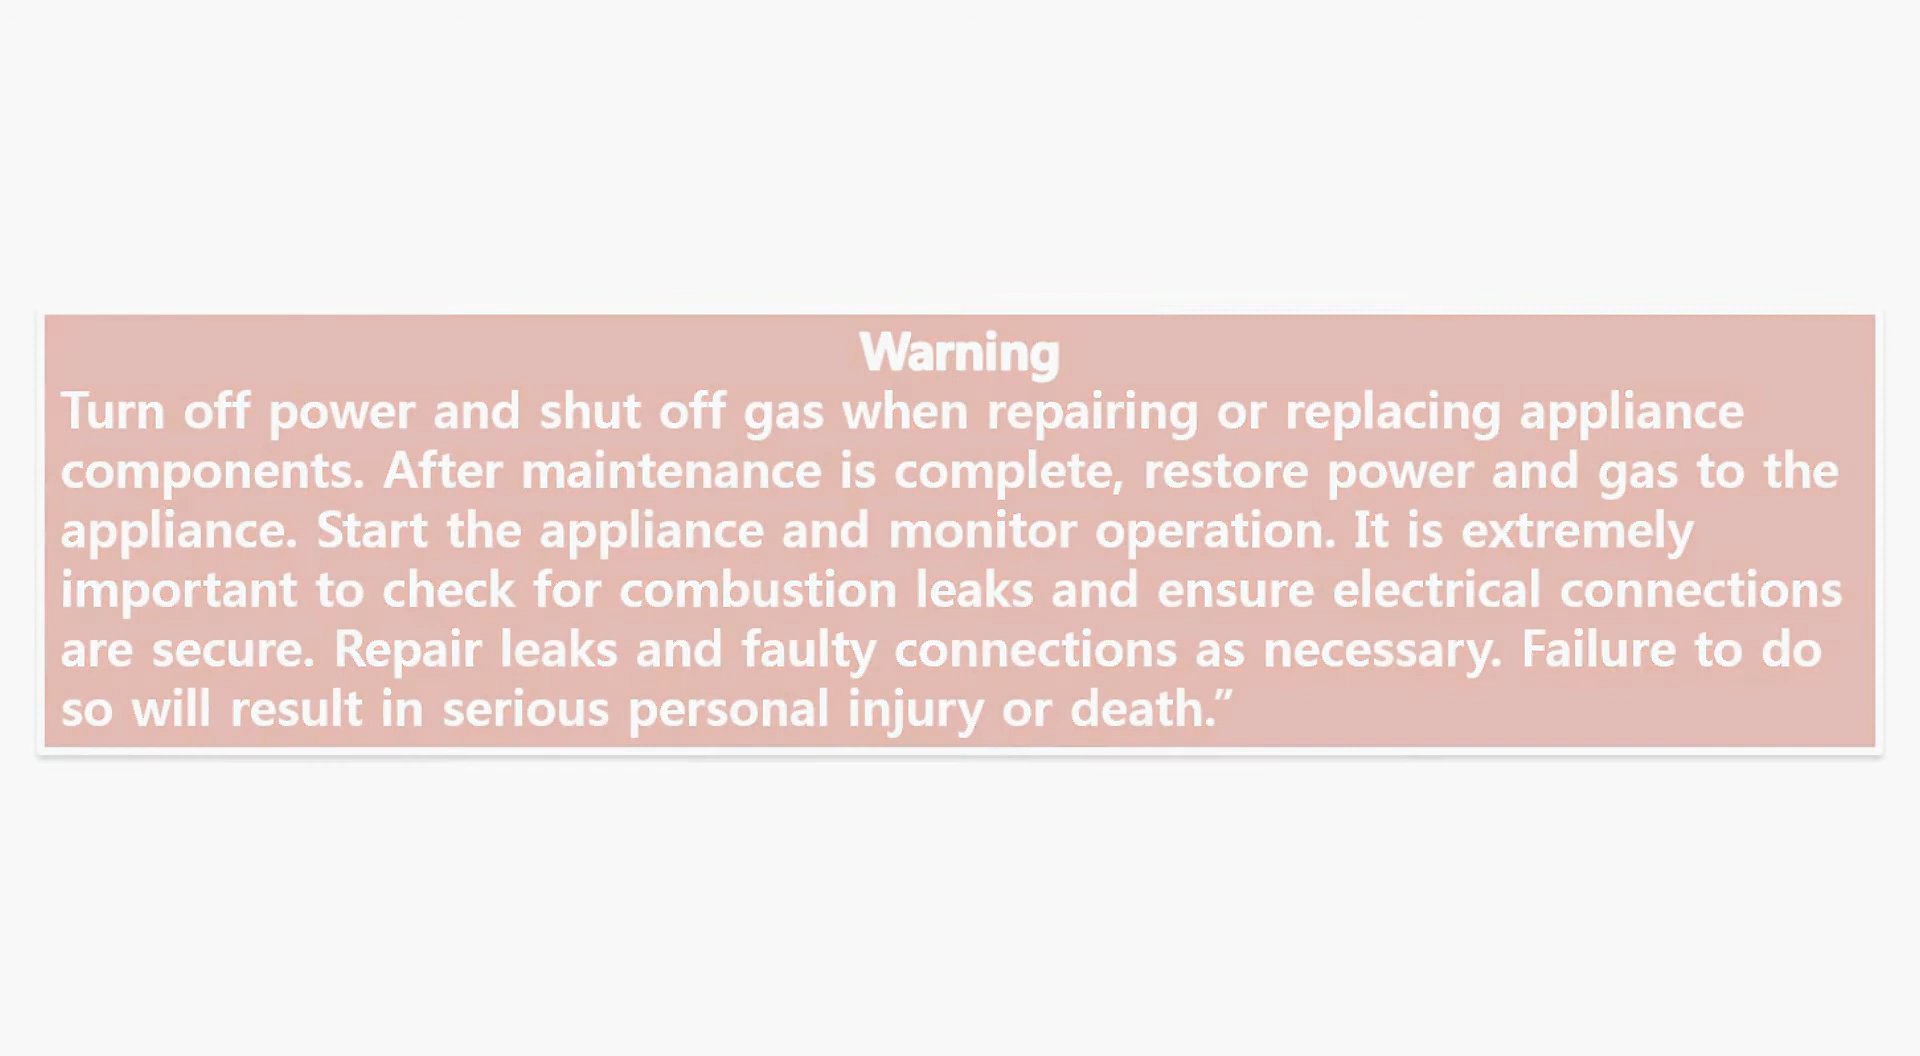 Warning
Turn off power and shut off gas when repairing or replacing appliance
components. After maintenance is complete, restore power and gas to the
appliance. Start the appliance and monitor operation. It is extremely
important to check for combustion leaks and ensure electrical connections
are secure. Repair leaks and faulty connections as necessary. Failure to do
so will result in serious personal injury or death.”